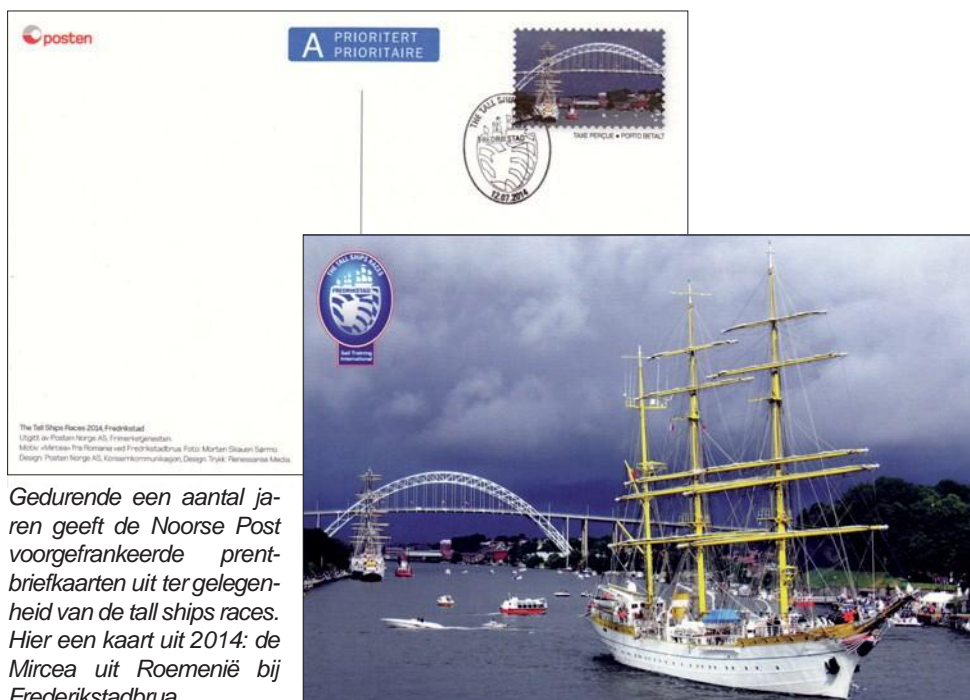 posten
A PRIORITERT
PRIORITAIRE
THE TALL SHIPS
FREDRIKSTAD
12.07.2014
TAXE PERÇUE • PORTO BETALT
The Tall Ships Races 2014, Fredrikstad
Utgitt av Posten Norge AS, Frimerketjenesten.
Motiv: «Mircea» fra Romania ved Fredrikstadbrua. Foto: Morten Skauen Sørmo.
Design: Posten Norge AS, Konsernkommunikasjon, Design. Trykk: Renessanse Media.
THE TALL SHIPS RACES
FREDRIKSTAD
Sail Training
International
Gedurende een aantal ja-
ren geeft de Noorse Post
voorgefrankeerde prent-
briefkaarten uit ter gelegen-
heid van de tall ships races.
Hier een kaart uit 2014: de
Mircea uit Roemenië bij
Frederikstadbrua